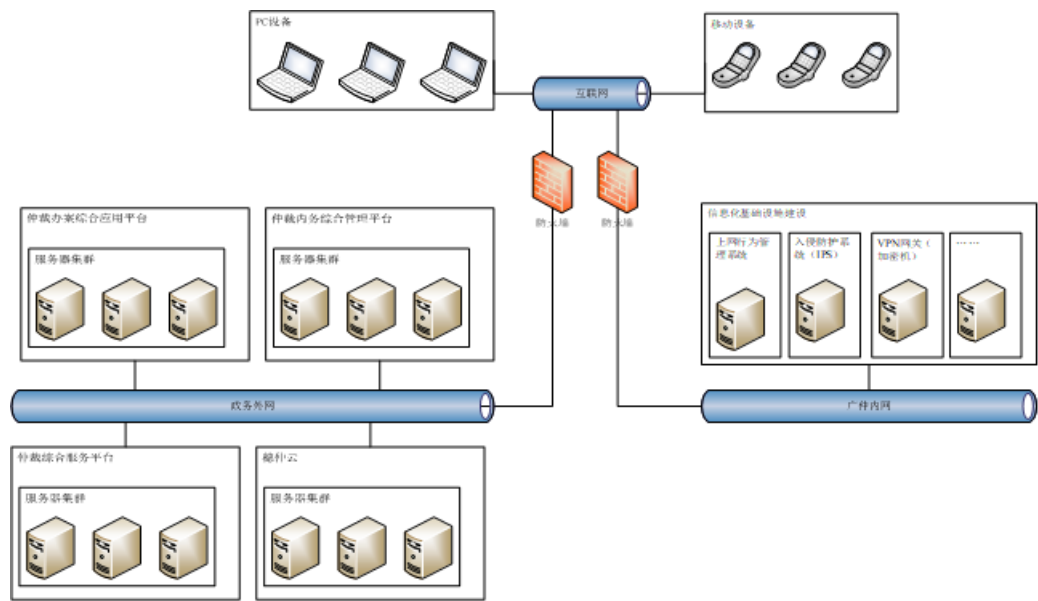 PC设备
移动设备
互联网
防火墙
防火墙
仲裁办案综合应用平台
服务器集群
仲裁内务综合管理平台
服务器集群
信息化基础设施建设
上网行为管
理系统
入侵防护系
统（IPS）
VPN网关（
加密机）
……
政务外网
广仲内网
仲裁综合服务平台
服务器集群
穗仲云
服务器集群